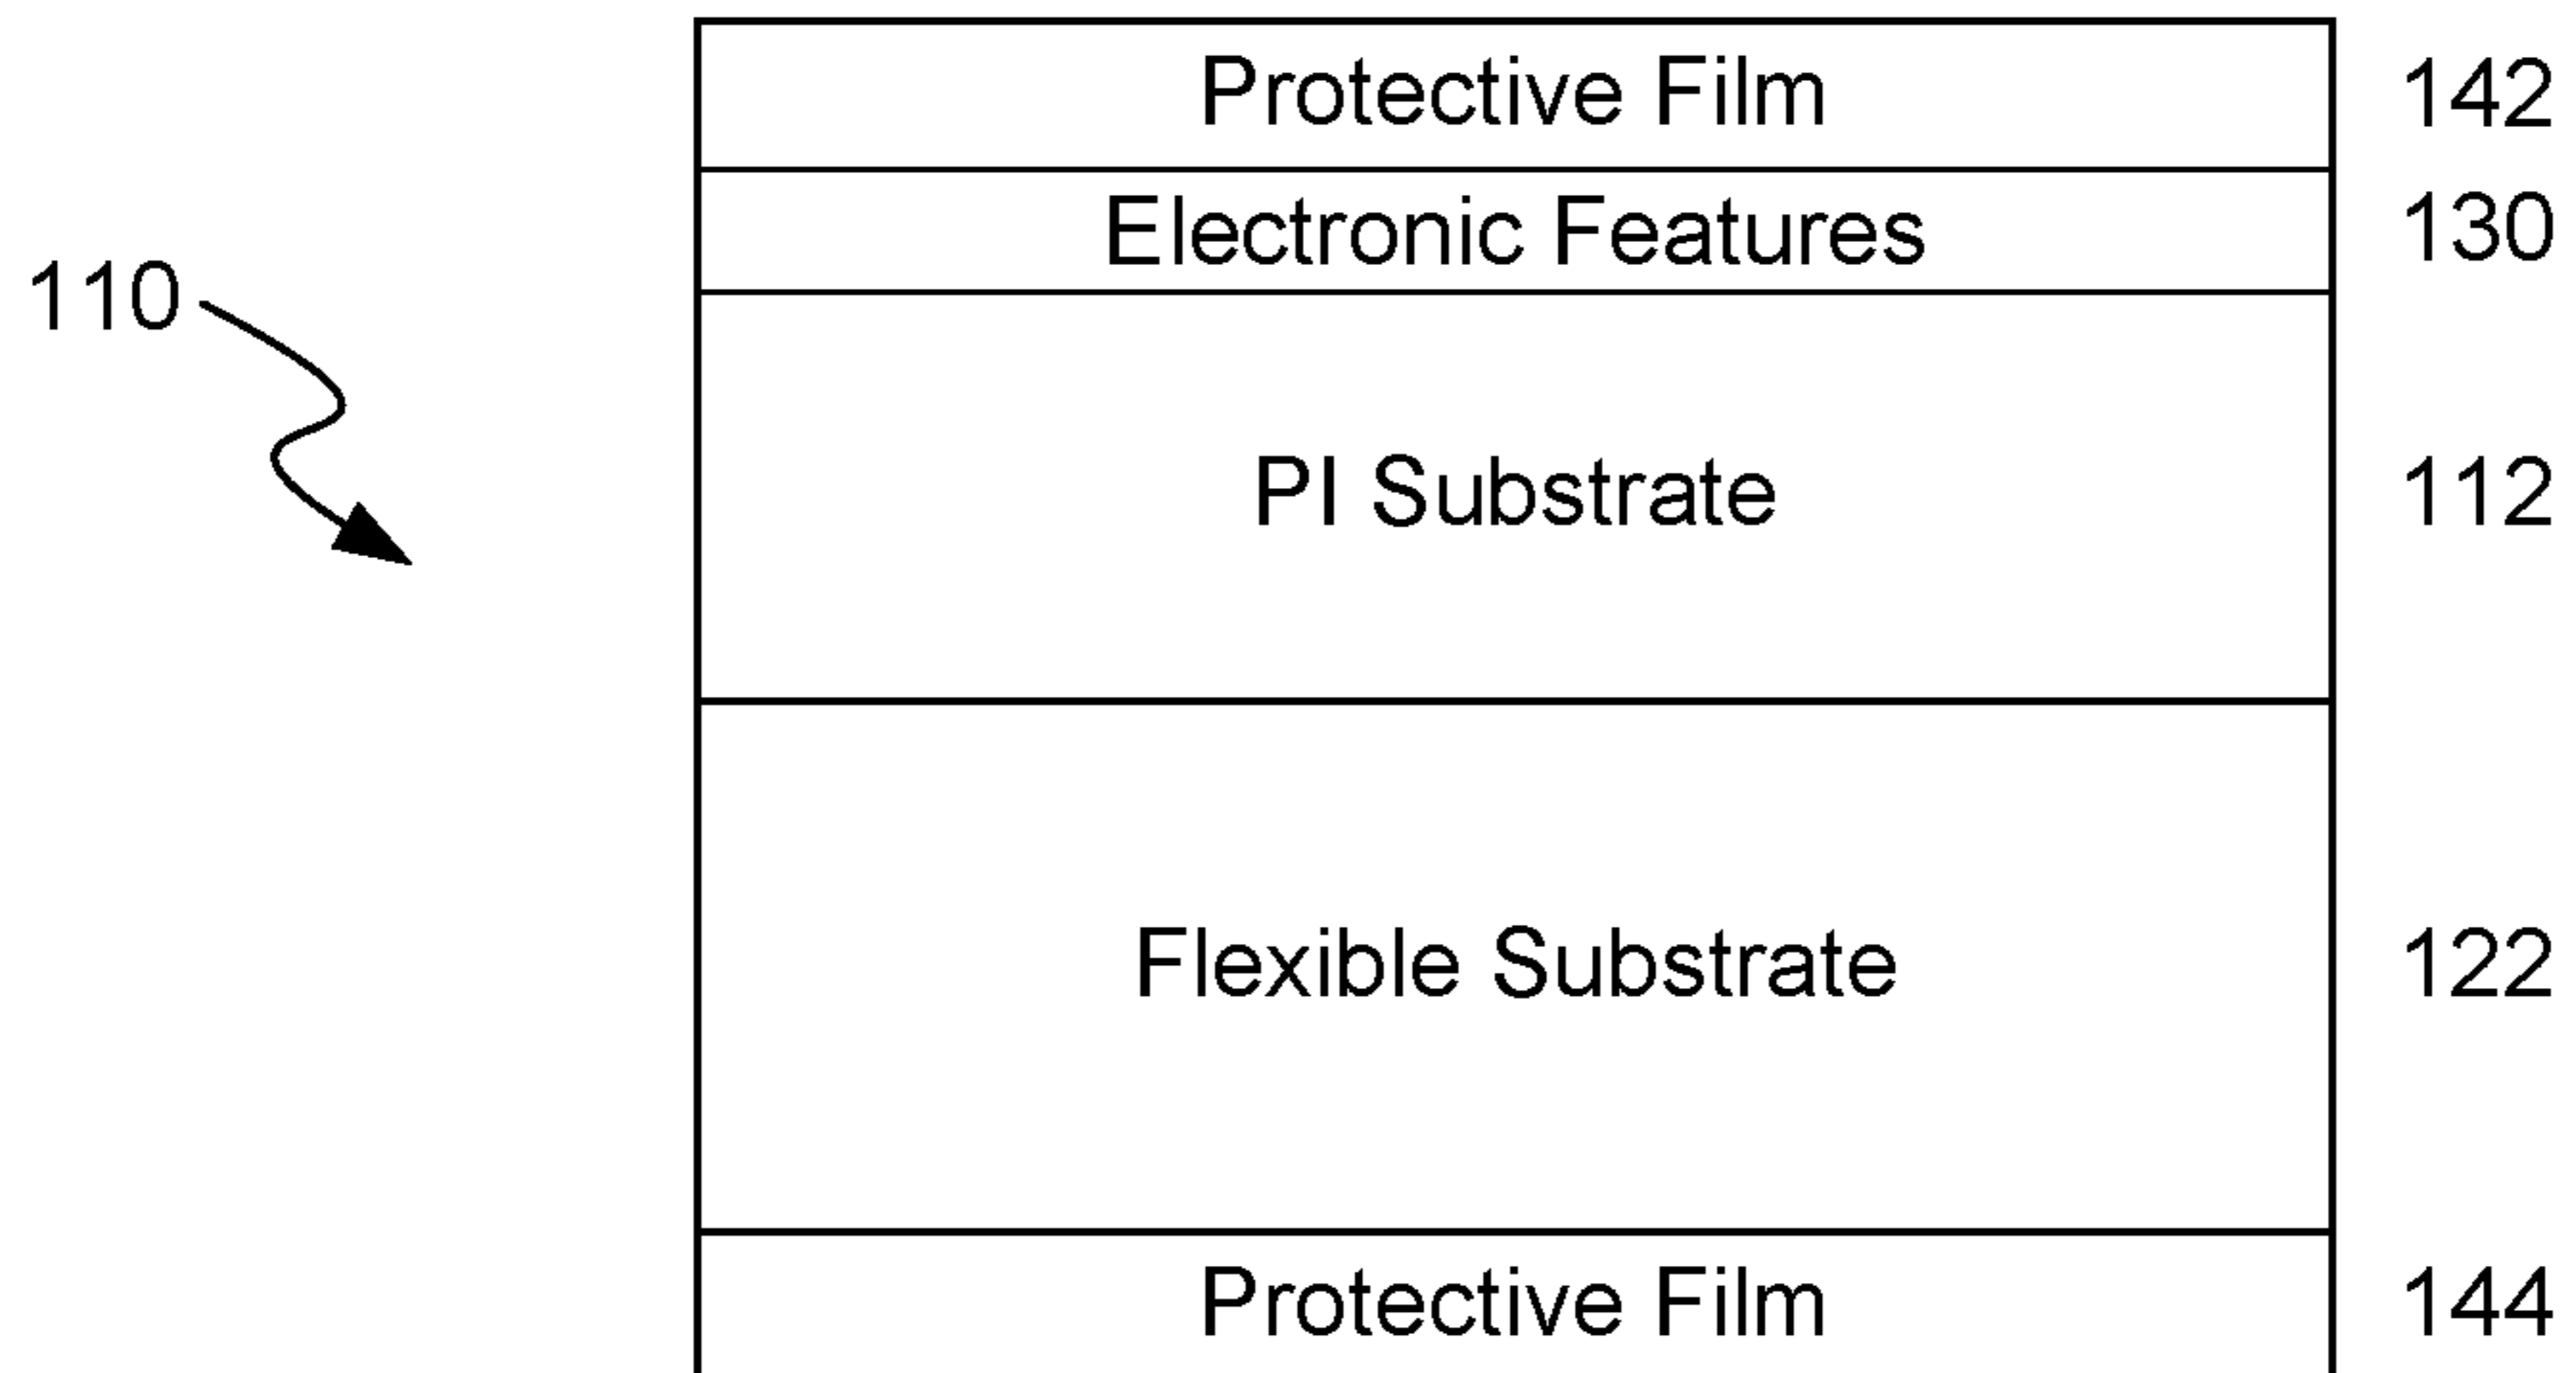 Protective Film 142
Electronic Features 130
110
PI Substrate 112
Flexible Substrate 122
Protective Film 144